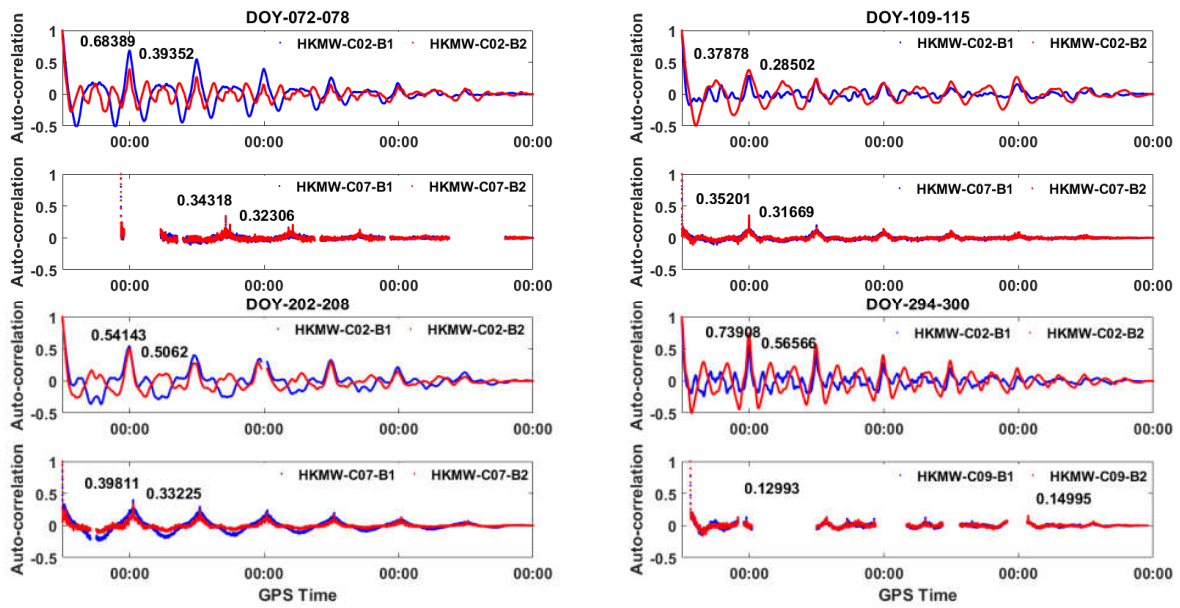 DOY-072-078
HKMW-C02-B1 HKMW-C02-B2
0.68389
0.39352
Auto-correlation
1
0.5
0
-0.5
00:00 00:00 00:00 00:00
HKMW-C07-B1 HKMW-C07-B2
0.34318
0.32306
Auto-correlation
1
0.5
0
-0.5
00:00 00:00 00:00 00:00
DOY-109-115
HKMW-C02-B1 HKMW-C02-B2
0.37878
0.28502
Auto-correlation
1
0.5
0
-0.5
00:00 00:00 00:00 00:00
HKMW-C07-B1 HKMW-C07-B2
0.35201
0.31669
Auto-correlation
1
0.5
0
-0.5
00:00 00:00 00:00 00:00
DOY-202-208
HKMW-C02-B1 HKMW-C02-B2
0.54143
0.5062
Auto-correlation
1
0.5
0
-0.5
00:00 00:00 00:00 00:00
HKMW-C07-B1 HKMW-C07-B2
0.39811
0.33225
Auto-correlation
1
0.5
0
-0.5
00:00 00:00 00:00 00:00
GPS Time
DOY-294-300
HKMW-C02-B1 HKMW-C02-B2
0.73908
0.56566
Auto-correlation
1
0.5
0
-0.5
00:00 00:00 00:00 00:00
HKMW-C09-B1 HKMW-C09-B2
0.12993
0.14995
Auto-correlation
1
0.5
0
-0.5
00:00 00:00 00:00 00:00
GPS Time